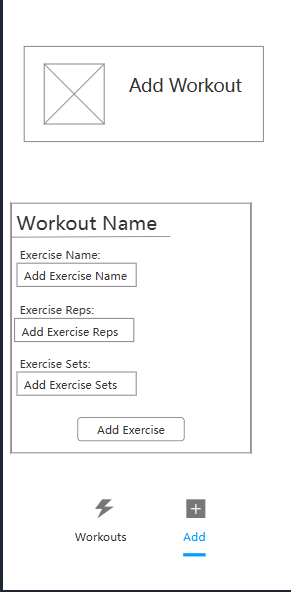 Add Workout
Workout Name
Exercise Name:
Add Exercise Name
Exercise Reps:
Add Exercise Reps
Exercise Sets:
Add Exercise Sets
Add Exercise
Workouts Add